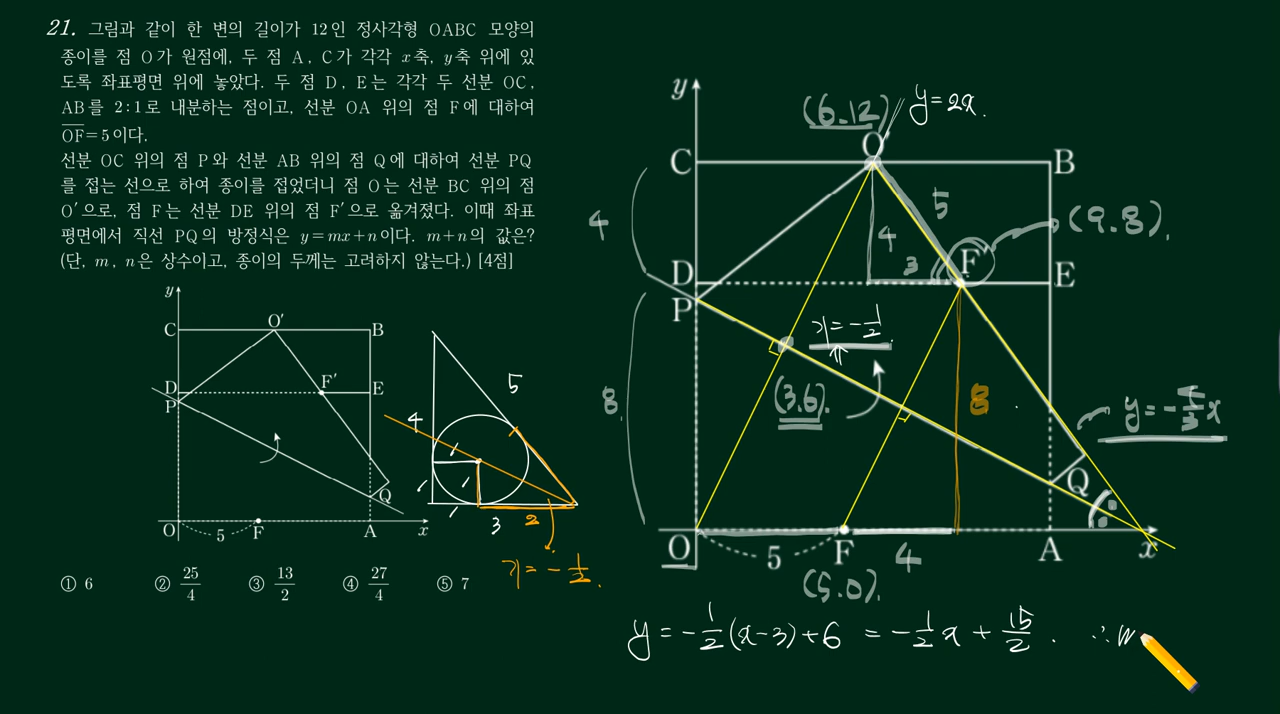 21. 그림과 같이 한 변의 길이가 12인 정사각형 OABC 모양의
종이를 점 O가 원점에, 두 점 A, C가 각각 x축, y축 위에 있
도록 좌표평면 위에 놓았다. 두 점 D, E는 각각 두 선분 OC,
AB를 2:1로 내분하는 점이고, 선분 OA 위의 점 F에 대하여
OF=5이다.
선분 OC 위의 점 P와 선분 AB 위의 점 Q에 대하여 선분 PQ
를 접는 선으로 하여 종이를 접었더니 점 O는 선분 BC 위의 점
O′으로, 점 F는 선분 DE 위의 점 F′으로 옮겨졌다. 이때 좌표
평면에서 직선 PQ의 방정식은 y=mx+n이다. m+n의 값은?
(단, m, n은 상수이고, 종이의 두께는 고려하지 않는다.) [4점]
y
C O′ B
D F′ E
P
Q
O 5 F A x
① 6 ② 25/4 ③ 13/2 ④ 27/4 ⑤ 7
5
4
1
1 1
1 3 2
기=-1/2.
y (6.12) y=2x.
C O′ B
5
4 4 (9.8).
D 3 F′ E
P
기=-1/2.
8. (3.6). 8 y=-4/3x
Q
O 5 F 4 A x
(5.0).
y=-1/2(x-3)+6 =-1/2x+15/2. ∴m